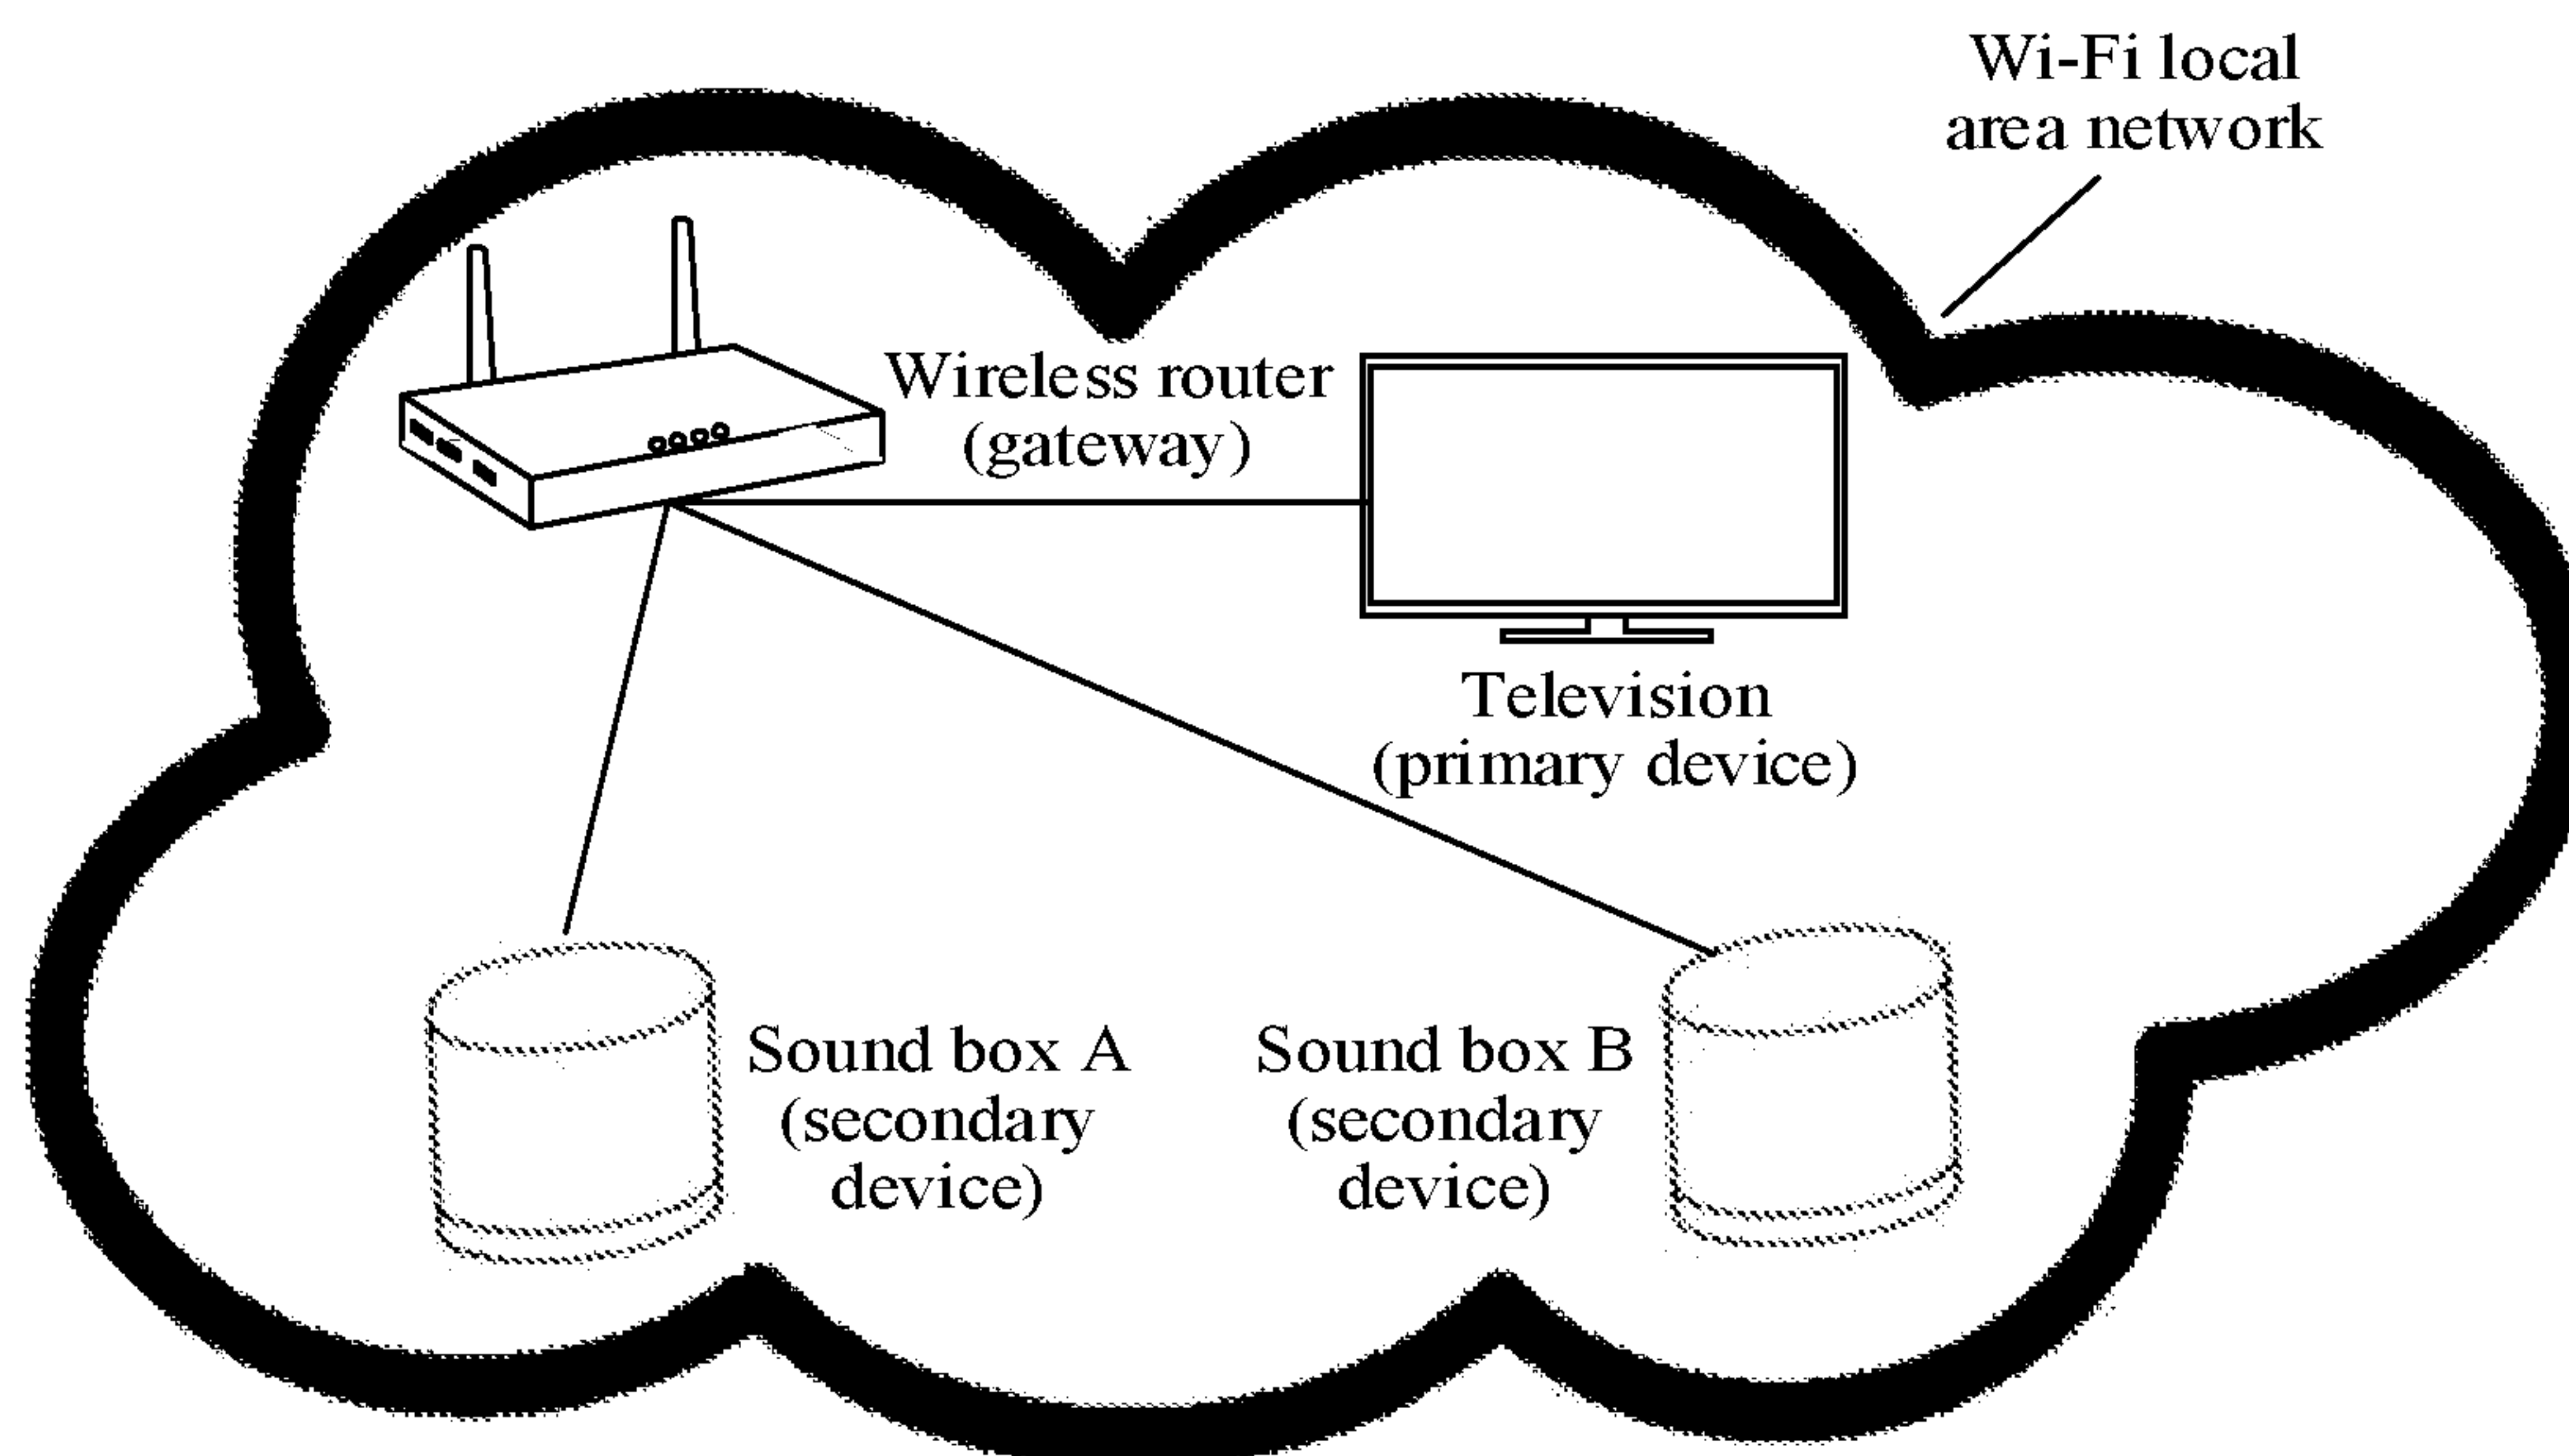 Wi-Fi local
area network
Wireless router
(gateway)
Television
(primary device)
Sound box A
(secondary
device)
Sound box B
(secondary
device)